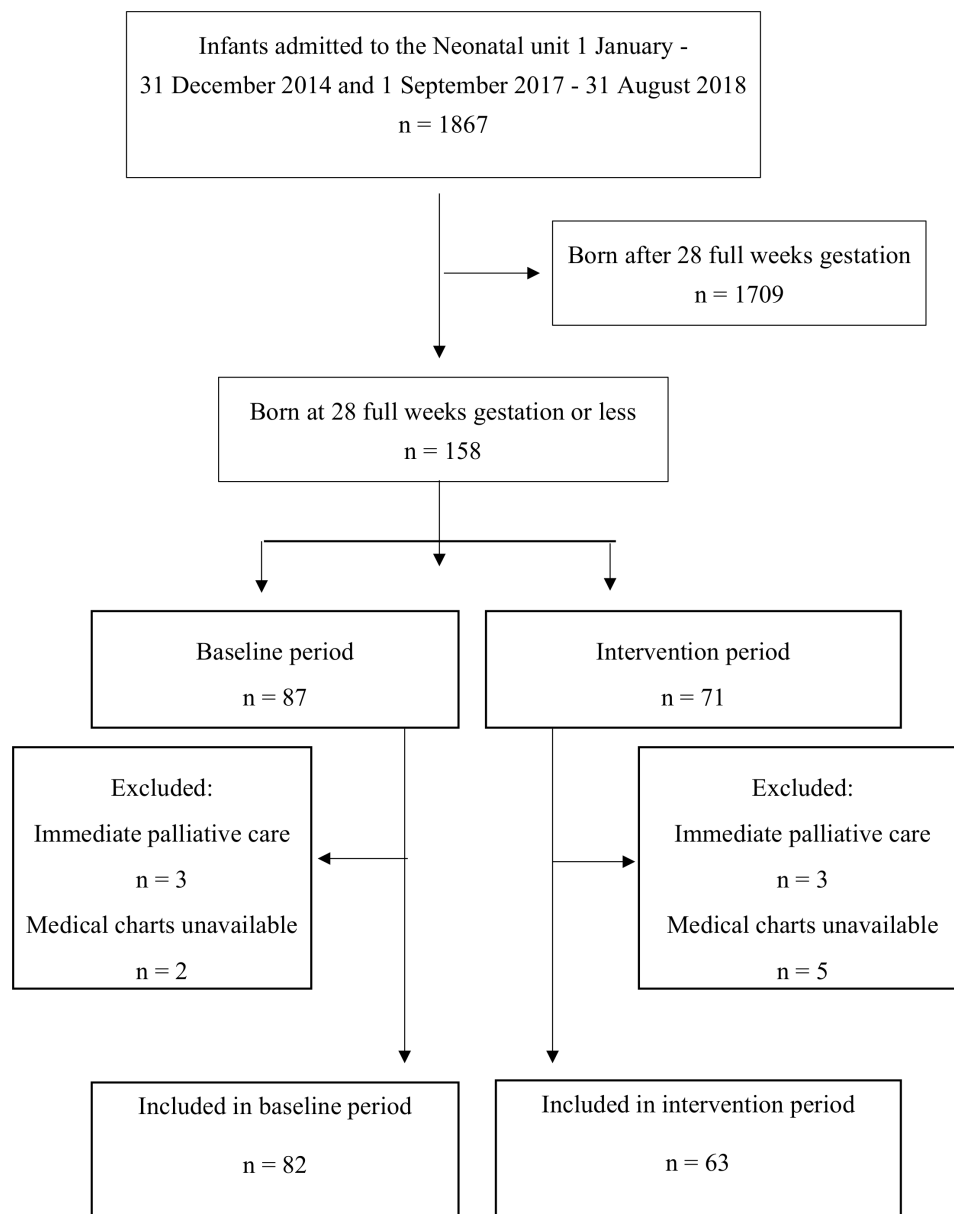 Infants admitted to the Neonatal unit 1 January -
31 December 2014 and 1 September 2017 - 31 August 2018
n = 1867
Born after 28 full weeks gestation
n = 1709
Born at 28 full weeks gestation or less
n = 158
Baseline period
n = 87
Intervention period
n = 71
Excluded:
Immediate palliative care
n = 3
Medical charts unavailable
n = 2
Excluded:
Immediate palliative care
n = 3
Medical charts unavailable
n = 5
Included in baseline period
n = 82
Included in intervention period
n = 63